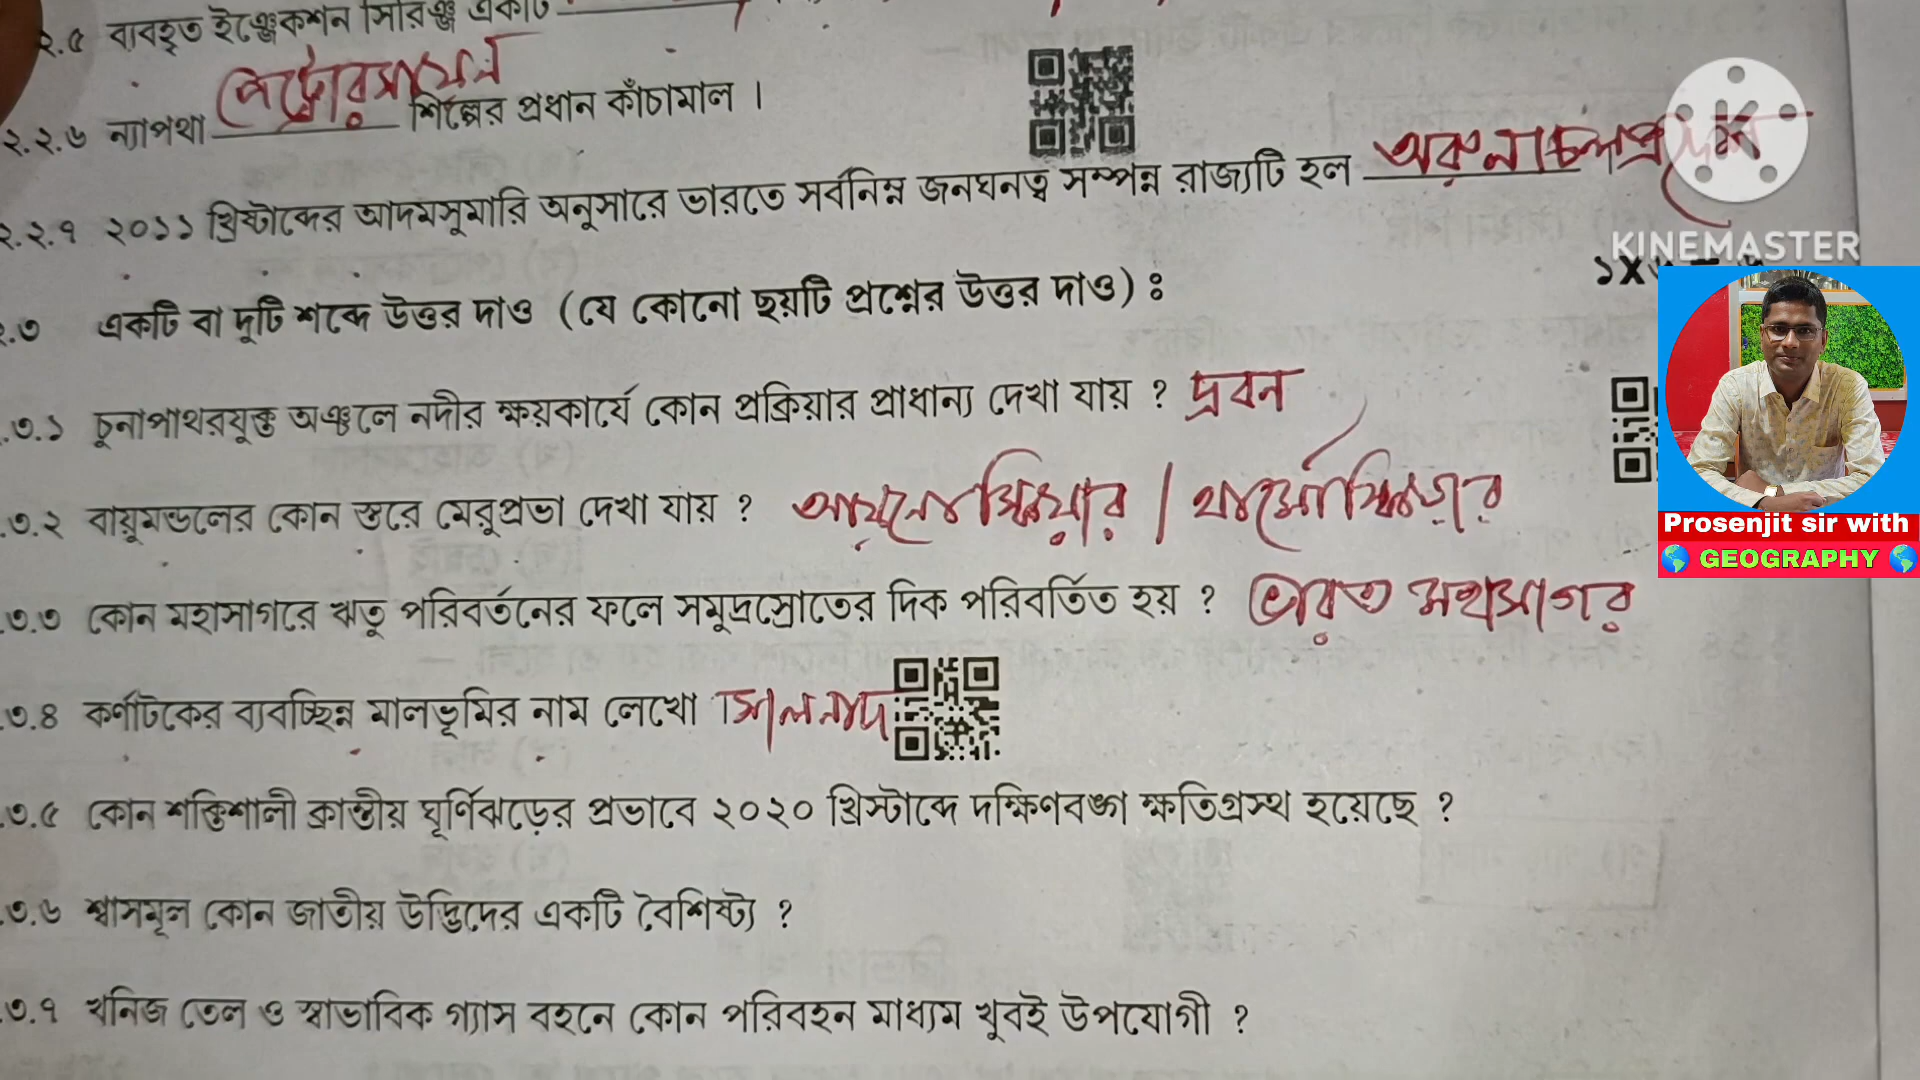 ২.৫ ব্যবহৃত ইঞ্জেকশন সিরিঞ্জ একটি
পেট্রোরসায়ন
২.২.৬ ন্যাপথা শিল্পের প্রধান কাঁচামাল ।
২.২.৭ ২০১১ খ্রিষ্টাব্দের আদমসুমারি অনুসারে ভারতে সর্বনিম্ন জনঘনত্ব সম্পন্ন রাজ্যটি হল অরুনাচলপ্রদেশ
KINEMASTER
২.৩ একটি বা দুটি শব্দে উত্তর দাও (যে কোনো ছয়টি প্রশ্নের উত্তর দাও) ঃ
.৩.১ চুনাপাথরযুক্ত অঞ্চলে নদীর ক্ষয়কার্যে কোন প্রক্রিয়ার প্রাধান্য দেখা যায় ? দ্রবন
.৩.২ বায়ুমন্ডলের কোন স্তরে মেরুপ্রভা দেখা যায় ? আয়নোস্ফিয়ার / থার্মোস্ফিয়ার
Prosenjit sir with
GEOGRAPHY
.৩.৩ কোন মহাসাগরে ঋতু পরিবর্তনের ফলে সমুদ্রস্রোতের দিক পরিবর্তিত হয় ? ভারত মহাসাগর
.৩.৪ কর্ণাটকের ব্যবচ্ছিন্ন মালভূমির নাম লেখো । মালনাদ
.৩.৫ কোন শক্তিশালী ক্রান্তীয় ঘূর্ণিঝড়ের প্রভাবে ২০২০ খ্রিস্টাব্দে দক্ষিণবঙ্গ ক্ষতিগ্রস্থ হয়েছে ?
.৩.৬ শ্বাসমূল কোন জাতীয় উদ্ভিদের একটি বৈশিষ্ট্য ?
.৩.৭ খনিজ তেল ও স্বাভাবিক গ্যাস বহনে কোন পরিবহন মাধ্যম খুবই উপযোগী ?